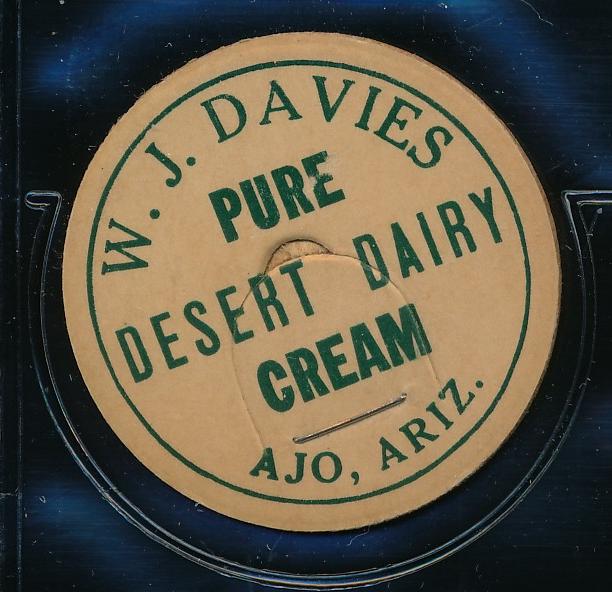 W. J. DAVIES
PURE
DESERT DAIRY
CREAM
AJO, ARIZ.